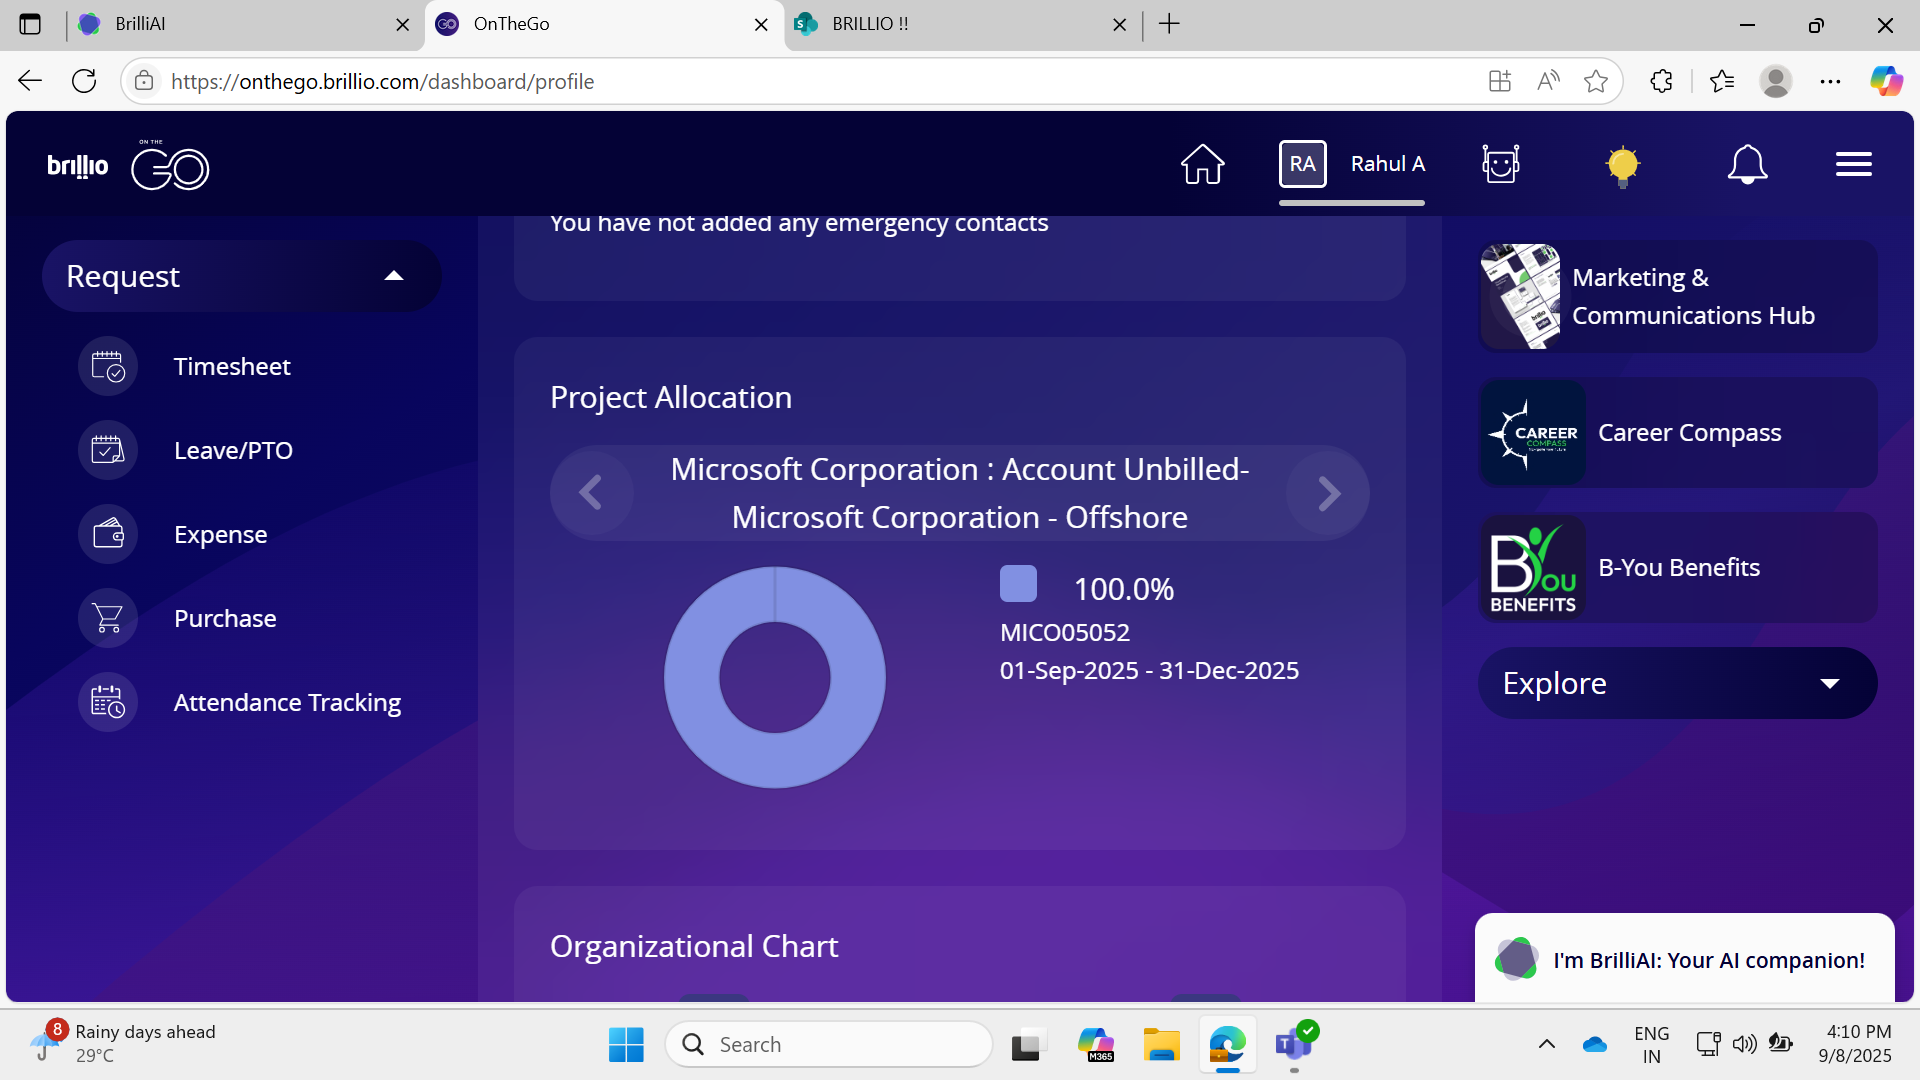 BrilliAI
OnTheGo
BRILLIO !!
https://onthego.brillio.com/dashboard/profile
brillio
ON THE
GO
RA
Rahul A
Request
Timesheet
Leave/PTO
Expense
Purchase
Attendance Tracking
You have not added any emergency contacts
Project Allocation
Microsoft Corporation : Account Unbilled-
Microsoft Corporation - Offshore
100.0%
MICO05052
01-Sep-2025 - 31-Dec-2025
Organizational Chart
Marketing &
Communications Hub
CAREER
COMPASS
Career Compass
BYou
BENEFITS
B-You Benefits
Explore
I'm BrilliAI: Your AI companion!
8
Rainy days ahead
29°C
Search
M365
ENG
IN
4:10 PM
9/8/2025